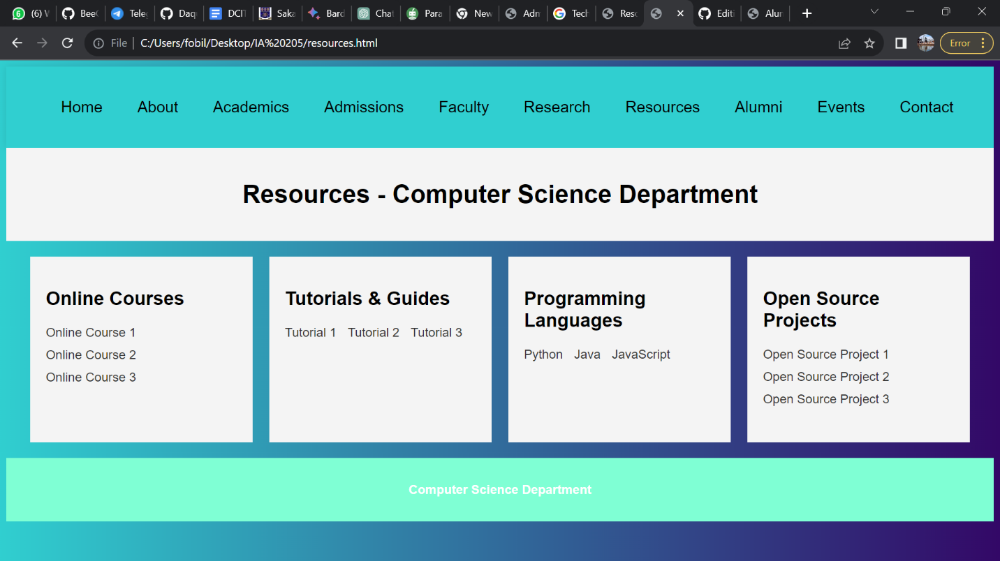 6 (6) W BeeC Teleg Daqu DCIT Saka Bard Chat Para New Adm Tech Reso Editi Alun
File C:/Users/fobil/Desktop/IA%20205/resources.html Error
Home About Academics Admissions Faculty Research Resources Alumni Events Contact
Resources - Computer Science Department
Online Courses
Online Course 1
Online Course 2
Online Course 3
Tutorials & Guides
Tutorial 1 Tutorial 2 Tutorial 3
Programming
Languages
Python Java JavaScript
Open Source
Projects
Open Source Project 1
Open Source Project 2
Open Source Project 3
Computer Science Department